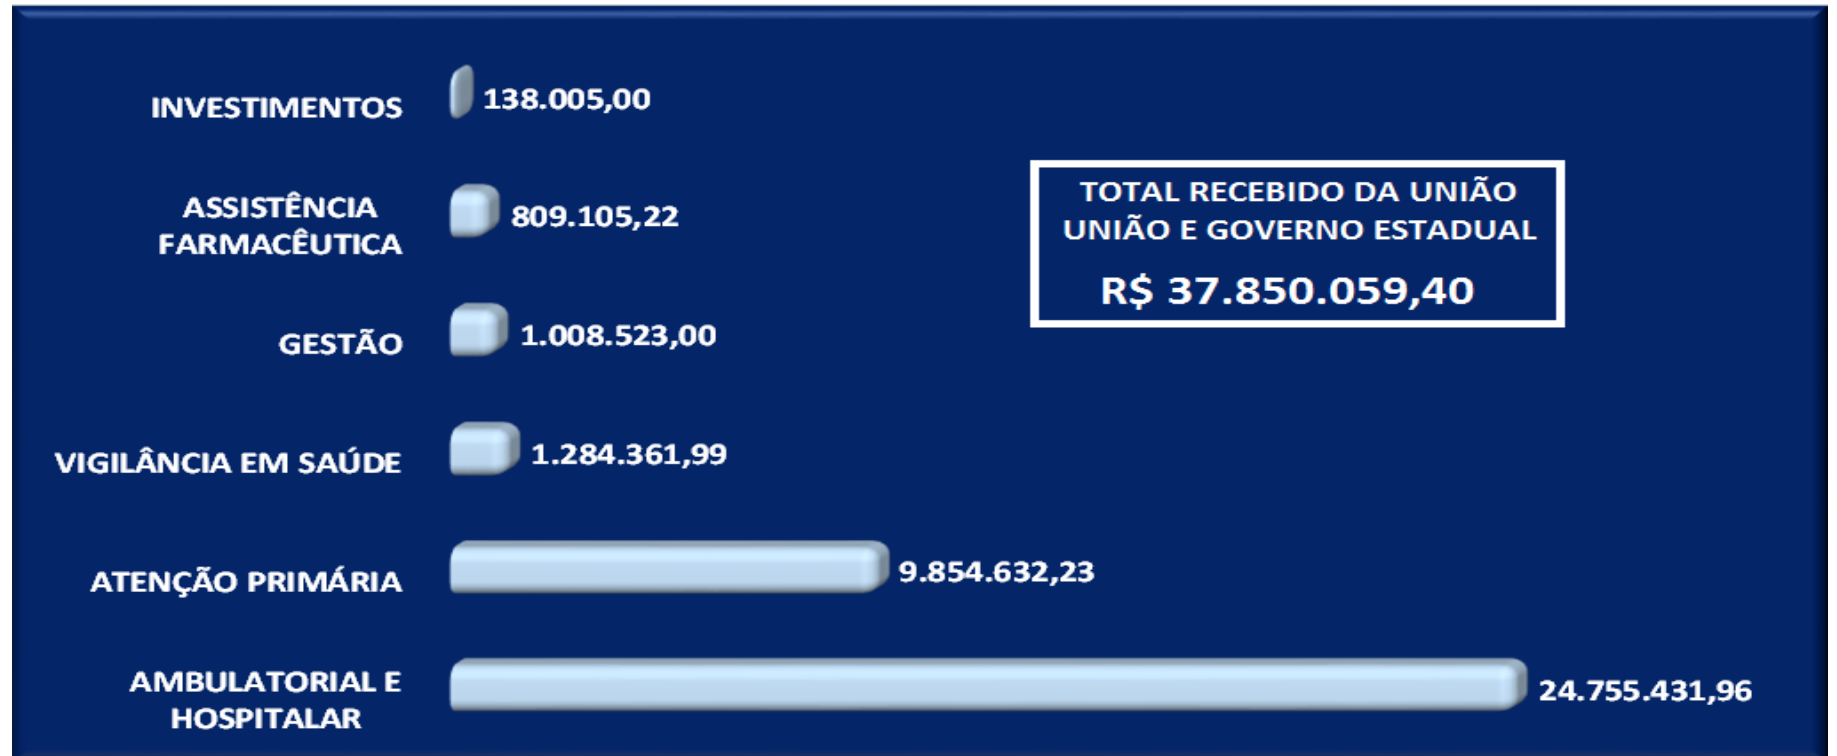 INVESTIMENTOS
138.005,00
ASSISTÊNCIA
FARMACÊUTICA
809.105,22
TOTAL RECEBIDO DA UNIÃO
UNIÃO E GOVERNO ESTADUAL
R$ 37.850.059,40
GESTÃO
1.008.523,00
VIGILÂNCIA EM SAÚDE
1.284.361,99
ATENÇÃO PRIMÁRIA
9.854.632,23
AMBULATORIAL E
HOSPITALAR
24.755.431,96